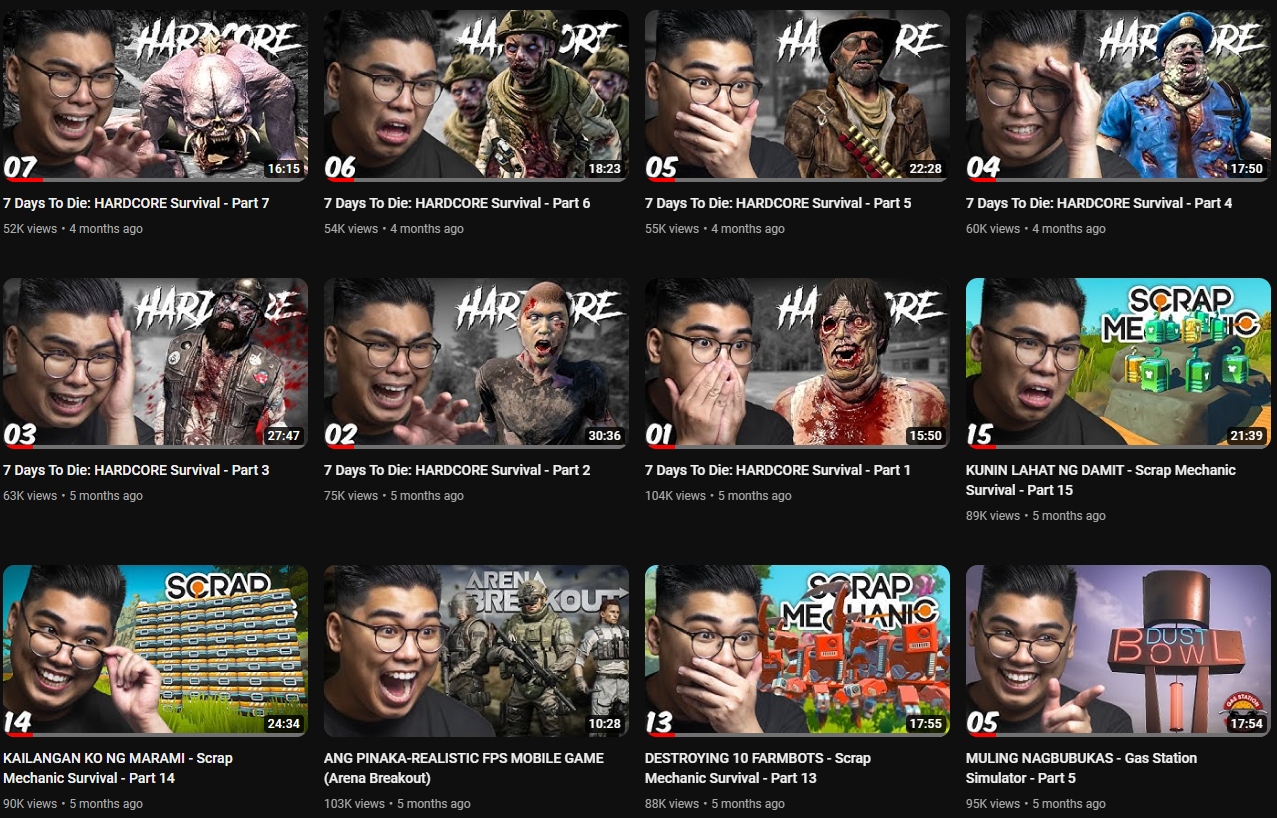 HARDCORE
07
16:15
7 Days To Die: HARDCORE Survival - Part 7
52K views • 4 months ago
06
18:23
7 Days To Die: HARDCORE Survival - Part 6
54K views • 4 months ago
05
22:28
7 Days To Die: HARDCORE Survival - Part 5
55K views • 4 months ago
04
17:50
7 Days To Die: HARDCORE Survival - Part 4
60K views • 4 months ago
03
27:47
7 Days To Die: HARDCORE Survival - Part 3
63K views • 5 months ago
02
30:36
7 Days To Die: HARDCORE Survival - Part 2
75K views • 5 months ago
01
15:50
7 Days To Die: HARDCORE Survival - Part 1
104K views • 5 months ago
SCRAP
MECHANIC
15
21:39
KUNIN LAHAT NG DAMIT - Scrap Mechanic
Survival - Part 15
89K views • 5 months ago
SCRAP
14
24:34
KAILANGAN KO NG MARAMI - Scrap
Mechanic Survival - Part 14
90K views • 5 months ago
ARENA
BREAKOUT
10:28
ANG PINAKA-REALISTIC FPS MOBILE GAME
(Arena Breakout)
103K views • 5 months ago
SCRAP
MECHANIC
13
17:55
DESTROYING 10 FARMBOTS - Scrap
Mechanic Survival - Part 13
88K views • 5 months ago
DUST
BOWL
GAS STATION
05
17:54
MULING NAGBUBUKAS - Gas Station
Simulator - Part 5
95K views • 5 months ago